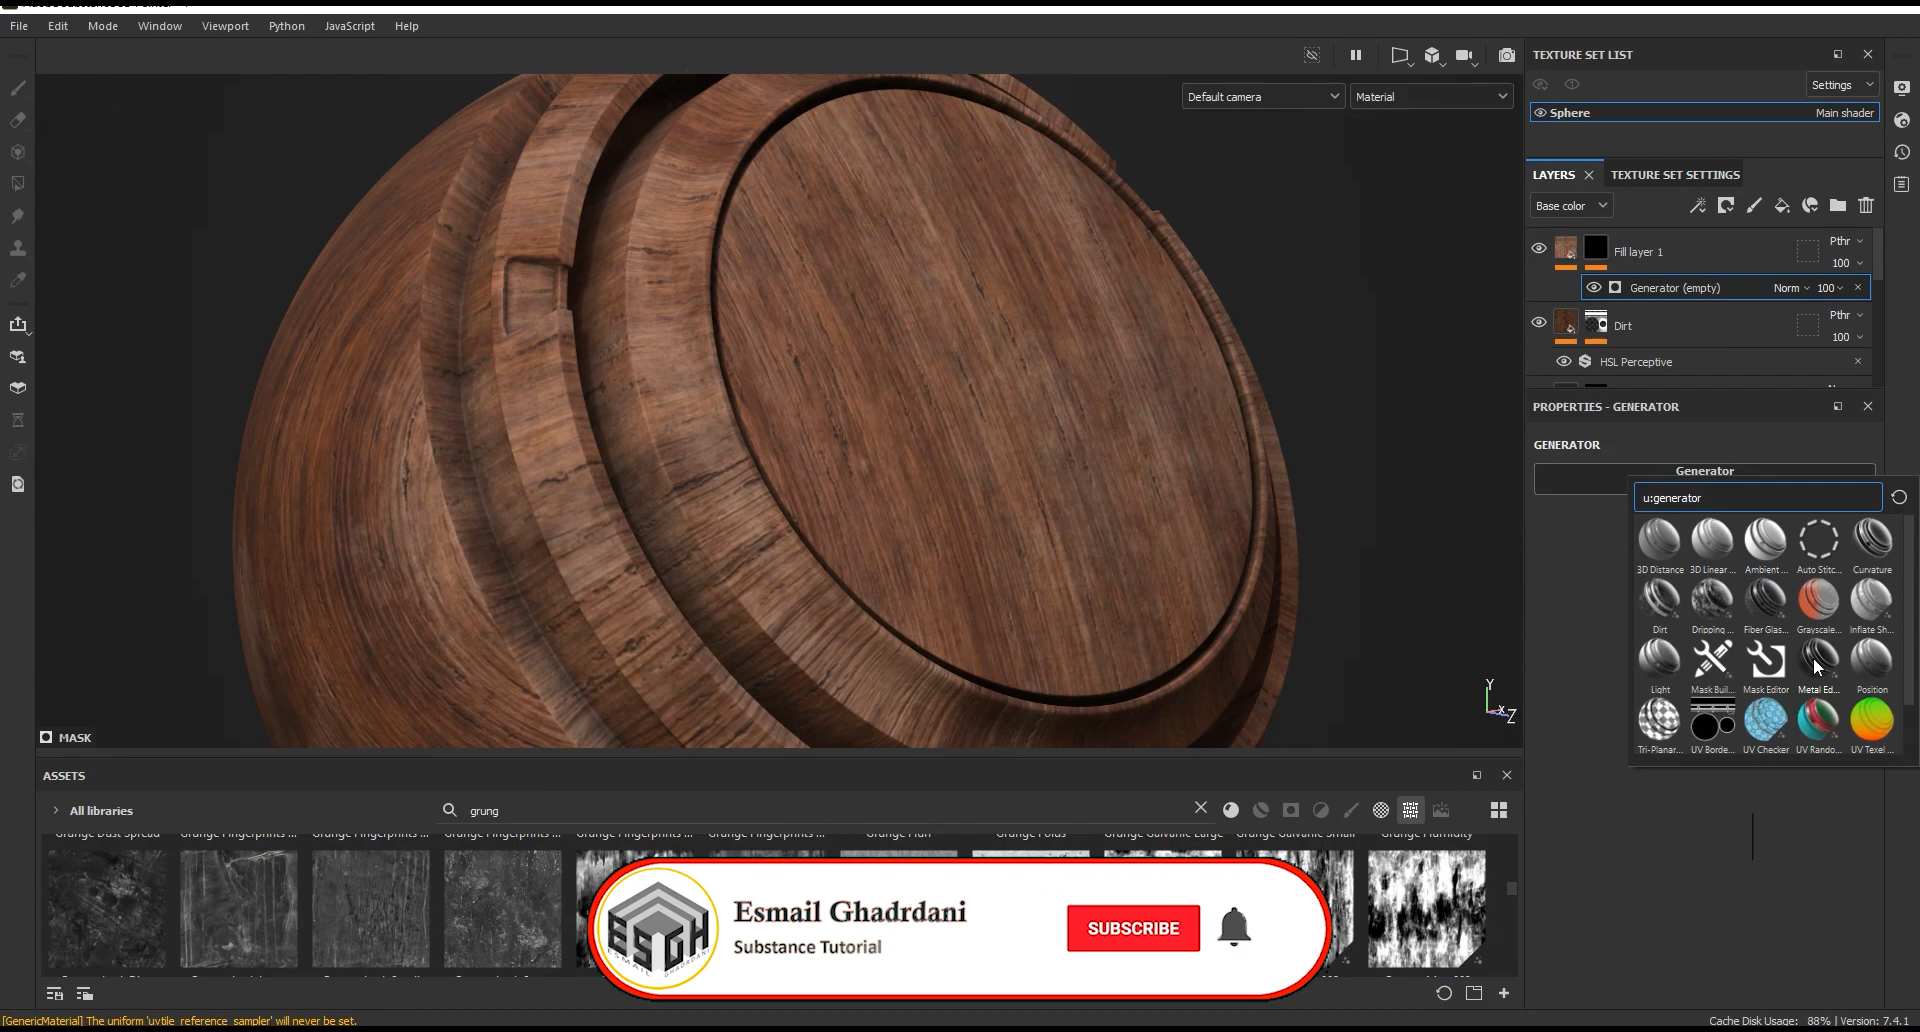 File Edit Mode Window Viewport Python JavaScript Help
Default camera
Material
TEXTURE SET LIST
Settings
Sphere Main shader
LAYERS TEXTURE SET SETTINGS
Base color
Fill layer 1 Pthr
100
Generator (empty) Norm 100
Dirt Pthr
100
HSL Perceptive
PROPERTIES - GENERATOR
GENERATOR
Generator
u:generator
3D Distance 3D Linear ... Ambient ... Auto Stitc... Curvature
Dirt Dripping ... Fiber Glas... Grayscale... Inflate Sh...
Light Mask Buil... Mask Editor Metal Ed... Position
Tri-Planar... UV Borde... UV Checker UV Rando... UV Texel ...
Y
X
Z
MASK
ASSETS
All libraries
grung
ESGH
ESMAIL GHADRDANI
Esmail Ghadrdani
Substance Tutorial
SUBSCRIBE
[GenericMaterial] The uniform 'uvtile_reference_sampler' will never be set.
Cache Disk Usage: 88% | Version: 7.4.1